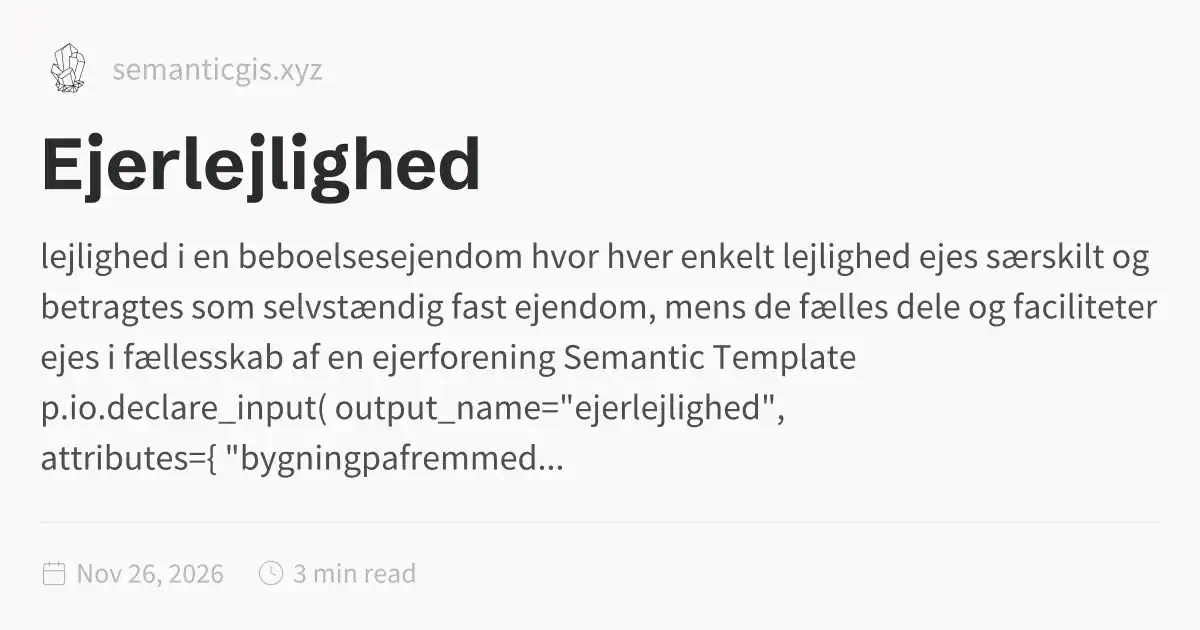 semanticgis.xyz
Ejerlejlighed
lejlighed i en beboelsesejendom hvor hver enkelt lejlighed ejes særskilt og
betragtes som selvstændig fast ejendom, mens de fælles dele og faciliteter
ejes i fællesskab af en ejerforening Semantic Template
p.io.declare_input( output_name="ejerlejlighed",
attributes={ "bygningpafremmed...
Nov 26, 2026 3 min read